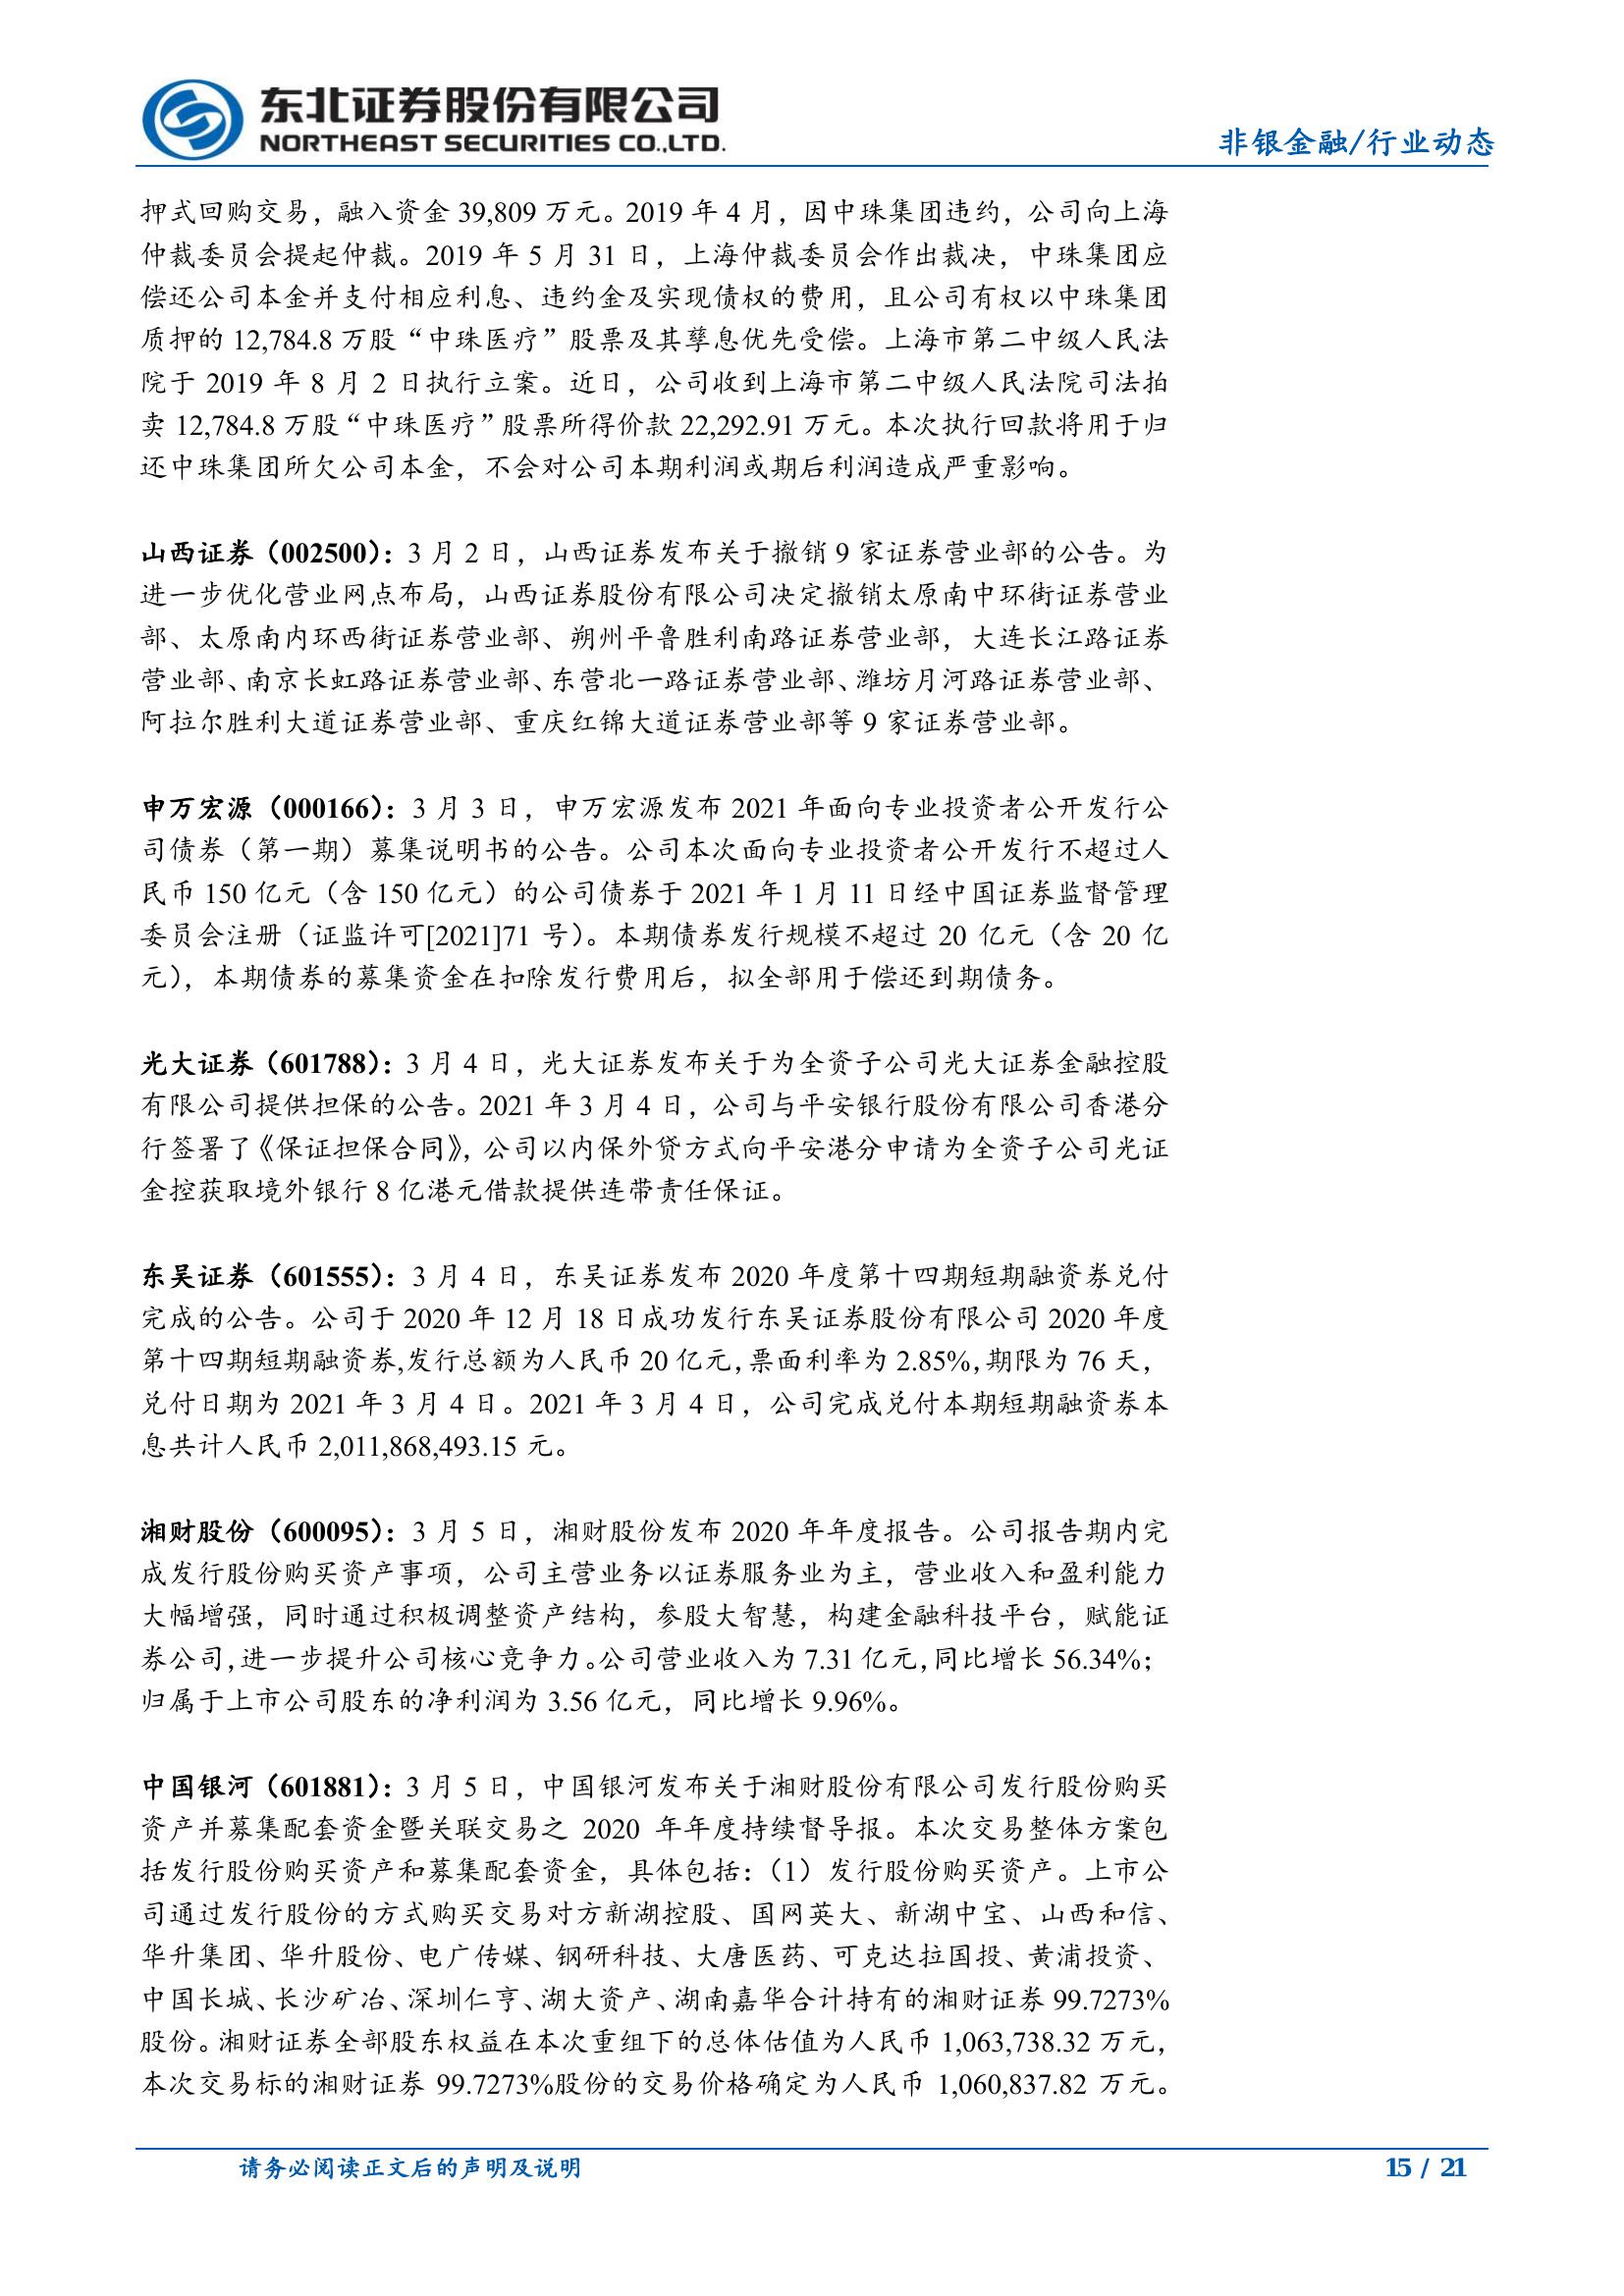 东北证券股份有限公司
NORTHEAST SECURITIES CO.,LTD.
非银金融/行业动态
押式回购交易，融入资金 39,809 万元。2019 年 4 月，因中珠集团违约，公司向上海
仲裁委员会提起仲裁。2019 年 5 月 31 日，上海仲裁委员会作出裁决，中珠集团应
偿还公司本金并支付相应利息、违约金及实现债权的费用，且公司有权以中珠集团
质押的 12,784.8 万股“中珠医疗”股票及其孳息优先受偿。上海市第二中级人民法
院于 2019 年 8 月 2 日执行立案。近日，公司收到上海市第二中级人民法院司法拍
卖 12,784.8 万股“中珠医疗”股票所得价款 22,292.91 万元。本次执行回款将用于归
还中珠集团所欠公司本金，不会对公司本期利润或期后利润造成严重影响。
山西证券（002500）：3 月 2 日，山西证券发布关于撤销 9 家证券营业部的公告。为
进一步优化营业网点布局，山西证券股份有限公司决定撤销太原南中环街证券营业
部、太原南内环西街证券营业部、朔州平鲁胜利南路证券营业部，大连长江路证券
营业部、南京长虹路证券营业部、东营北一路证券营业部、潍坊月河路证券营业部、
阿拉尔胜利大道证券营业部、重庆红锦大道证券营业部等 9 家证券营业部。
申万宏源（000166）：3 月 3 日，申万宏源发布 2021 年面向专业投资者公开发行公
司债券（第一期）募集说明书的公告。公司本次面向专业投资者公开发行不超过人
民币 150 亿元（含 150 亿元）的公司债券于 2021 年 1 月 11 日经中国证券监督管理
委员会注册（证监许可[2021]71 号）。本期债券发行规模不超过 20 亿元（含 20 亿
元），本期债券的募集资金在扣除发行费用后，拟全部用于偿还到期债务。
光大证券（601788）：3 月 4 日，光大证券发布关于为全资子公司光大证券金融控股
有限公司提供担保的公告。2021 年 3 月 4 日，公司与平安银行股份有限公司香港分
行签署了《保证担保合同》，公司以内保外贷方式向平安港分申请为全资子公司光证
金控获取境外银行 8 亿港元借款提供连带责任保证。
东吴证券（601555）：3 月 4 日，东吴证券发布 2020 年度第十四期短期融资券兑付
完成的公告。公司于 2020 年 12 月 18 日成功发行东吴证券股份有限公司 2020 年度
第十四期短期融资券,发行总额为人民币 20 亿元,票面利率为 2.85%,期限为 76 天，
兑付日期为 2021 年 3 月 4 日。2021 年 3 月 4 日，公司完成兑付本期短期融资券本
息共计人民币 2,011,868,493.15 元。
湘财股份（600095）：3 月 5 日，湘财股份发布 2020 年年度报告。公司报告期内完
成发行股份购买资产事项，公司主营业务以证券服务业为主，营业收入和盈利能力
大幅增强，同时通过积极调整资产结构，参股大智慧，构建金融科技平台，赋能证
券公司,进一步提升公司核心竞争力。公司营业收入为 7.31 亿元,同比增长 56.34%；
归属于上市公司股东的净利润为 3.56 亿元，同比增长 9.96%。
中国银河（601881）：3 月 5 日，中国银河发布关于湘财股份有限公司发行股份购买
资产并募集配套资金暨关联交易之 2020 年年度持续督导报。本次交易整体方案包
括发行股份购买资产和募集配套资金，具体包括：（1）发行股份购买资产。上市公
司通过发行股份的方式购买交易对方新湖控股、国网英大、新湖中宝、山西和信、
华升集团、华升股份、电广传媒、钢研科技、大唐医药、可克达拉国投、黄浦投资、
中国长城、长沙矿冶、深圳仁亨、湖大资产、湖南嘉华合计持有的湘财证券 99.7273%
股份。湘财证券全部股东权益在本次重组下的总体估值为人民币 1,063,738.32 万元，
本次交易标的湘财证券 99.7273%股份的交易价格确定为人民币 1,060,837.82 万元。
请务必阅读正文后的声明及说明
15 / 21